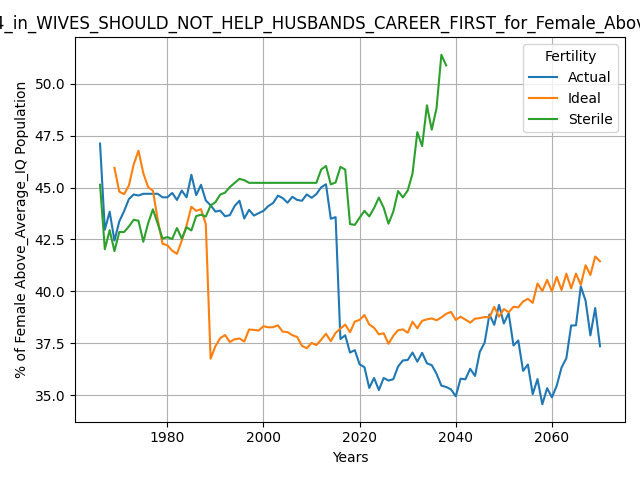 4_in_WIVES_SHOULD_NOT_HELP_HUSBANDS_CAREER_FIRST_for_Female_Abov
Fertility
Actual
Ideal
Sterile
% of Female Above_Average_IQ Population
50.0
47.5
45.0
42.5
40.0
37.5
35.0
1980
2000
2020
2040
2060
Years